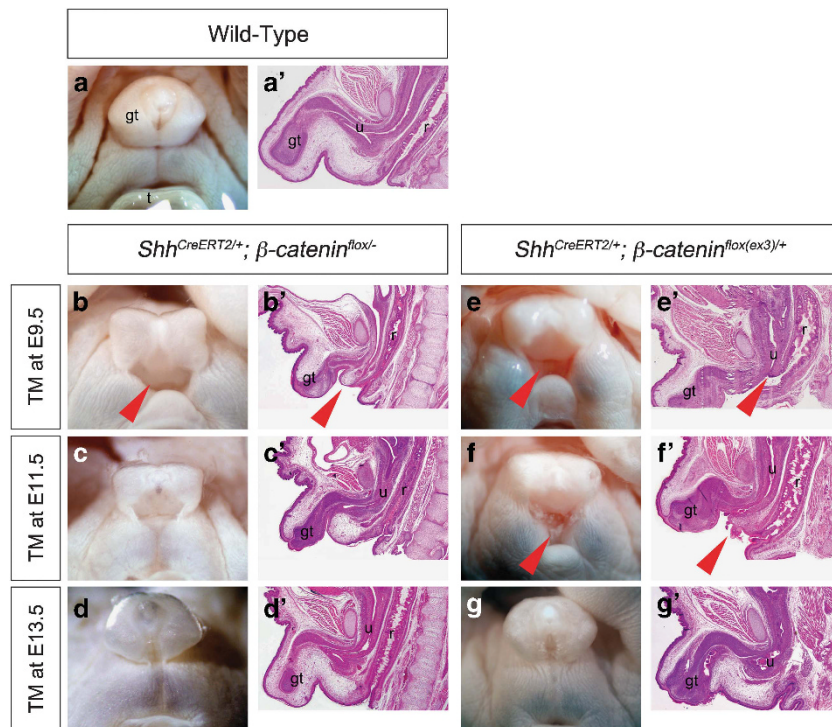 Wild-Type
a
gt
t
a'
gt
u
r
Shh^CreERT2/+; β-catenin^flox/-
Shh^CreERT2/+; β-catenin^flox(ex3)/+
TM at E9.5
b
b'
gt
r
e
e'
gt
u
r
TM at E11.5
c
c'
gt
u
r
f
f'
gt
u
r
TM at E13.5
d
d'
gt
u
r
g
g'
gt
u